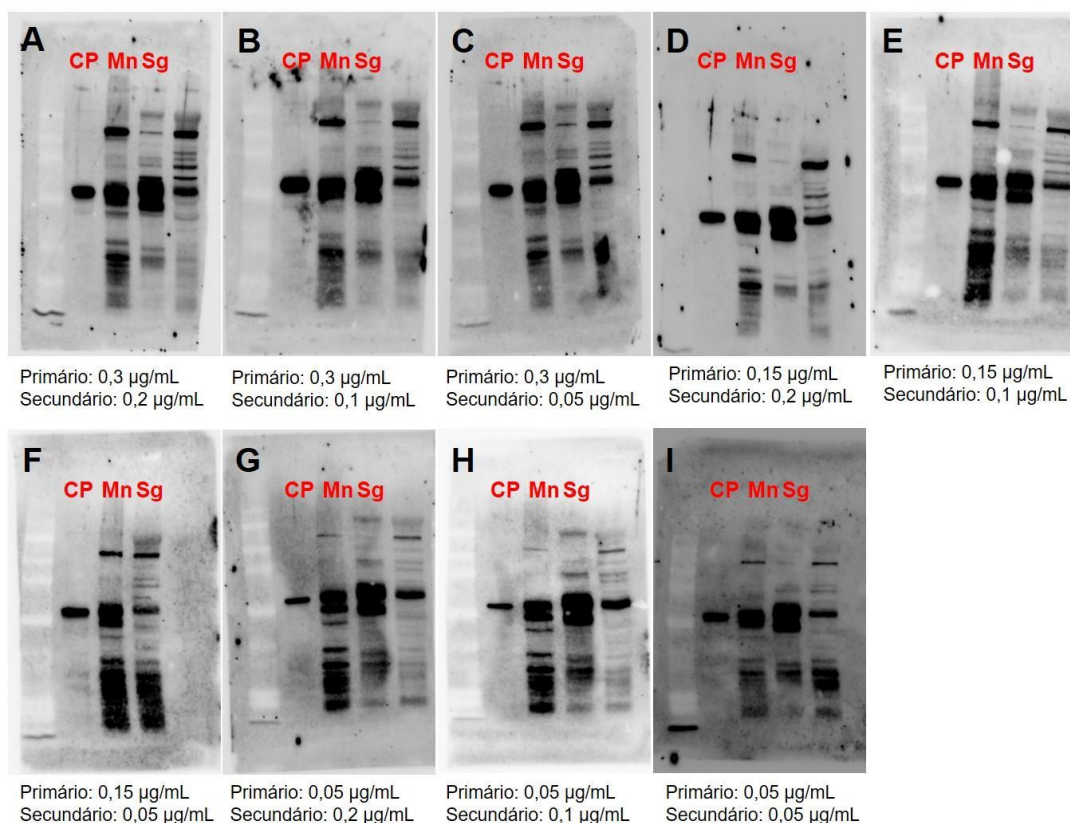 A
CP Mn Sg
B
CP Mn Sg
C
CP Mn Sg
D
CP Mn Sg
E
CP Mn Sg
Primário: 0,3 µg/mL
Secundário: 0,2 µg/mL
Primário: 0,3 µg/mL
Secundário: 0,1 µg/mL
Primário: 0,3 µg/mL
Secundário: 0,05 µg/mL
Primário: 0,15 µg/mL
Secundário: 0,2 µg/mL
Primário: 0,15 µg/mL
Secundário: 0,1 µg/mL
F
CP Mn Sg
G
CP Mn Sg
H
CP Mn Sg
I
CP Mn Sg
Primário: 0,15 µg/mL
Secundário: 0,05 µg/mL
Primário: 0,05 µg/mL
Secundário: 0,2 µg/mL
Primário: 0,05 µg/mL
Secundário: 0,1 µg/mL
Primário: 0,05 µg/mL
Secundário: 0,05 µg/mL